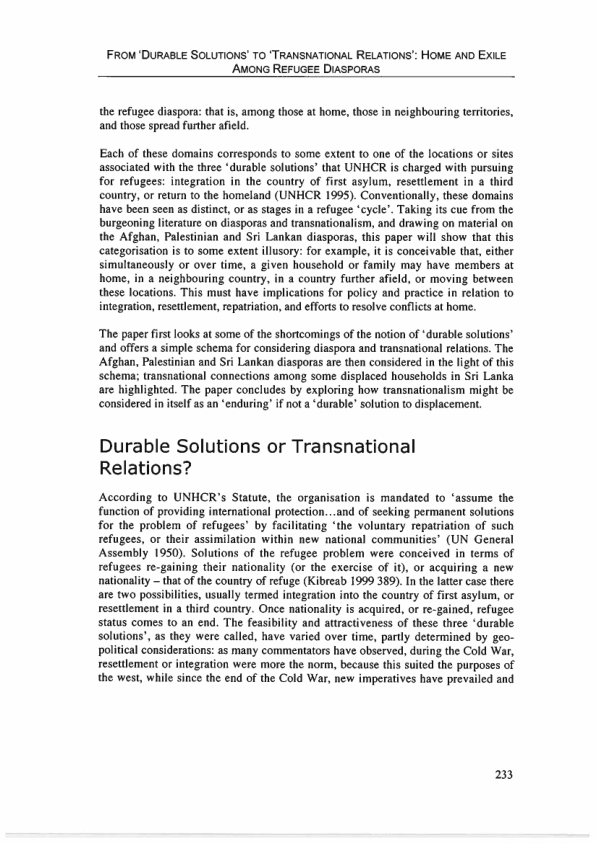 FROM ‘DURABLE SOLUTIONS’ TO ‘TRANSNATIONAL RELATIONS’: HOME AND EXILE
AMONG REFUGEE DIASPORAS
the refugee diaspora: that is, among those at home, those in neighbouring territories,
and those spread further afield.
Each of these domains corresponds to some extent to one of the locations or sites
associated with the three ‘durable solutions’ that UNHCR is charged with pursuing
for refugees: integration in the country of first asylum, resettlement in a third
country, or return to the homeland (UNHCR 1995). Conventionally, these domains
have been seen as distinct, or as stages in a refugee ‘cycle’. Taking its cue from the
burgeoning literature on diasporas and transnationalism, and drawing on material on
the Afghan, Palestinian and Sri Lankan diasporas, this paper will show that this
categorisation is to some extent illusory: for example, it is conceivable that, either
simultaneously or over time, a given household or family may have members at
home, in a neighbouring country, in a country further afield, or moving between
these locations. This must have implications for policy and practice in relation to
integration, resettlement, repatriation, and efforts to resolve conflicts at home.
The paper first looks at some of the shortcomings of the notion of ‘durable solutions’
and offers a simple schema for considering diaspora and transnational relations. The
Afghan, Palestinian and Sri Lankan diasporas are then considered in the light of this
schema; transnational connections among some displaced households in Sri Lanka
are highlighted. The paper concludes by exploring how transnationalism might be
considered in itself as an ‘enduring’ if not a ‘durable’ solution to displacement.
Durable Solutions or Transnational
Relations?
According to UNHCR’s Statute, the organisation is mandated to ‘assume the
function of providing international protection…and of seeking permanent solutions
for the problem of refugees’ by facilitating ‘the voluntary repatriation of such
refugees, or their assimilation within new national communities’ (UN General
Assembly 1950). Solutions of the refugee problem were conceived in terms of
refugees re-gaining their nationality (or the exercise of it), or acquiring a new
nationality – that of the country of refuge (Kibreab 1999 389). In the latter case there
are two possibilities, usually termed integration into the country of first asylum, or
resettlement in a third country. Once nationality is acquired, or re-gained, refugee
status comes to an end. The feasibility and attractiveness of these three ‘durable
solutions’, as they were called, have varied over time, partly determined by geo-
political considerations: as many commentators have observed, during the Cold War,
resettlement or integration were more the norm, because this suited the purposes of
the west, while since the end of the Cold War, new imperatives have prevailed and
233